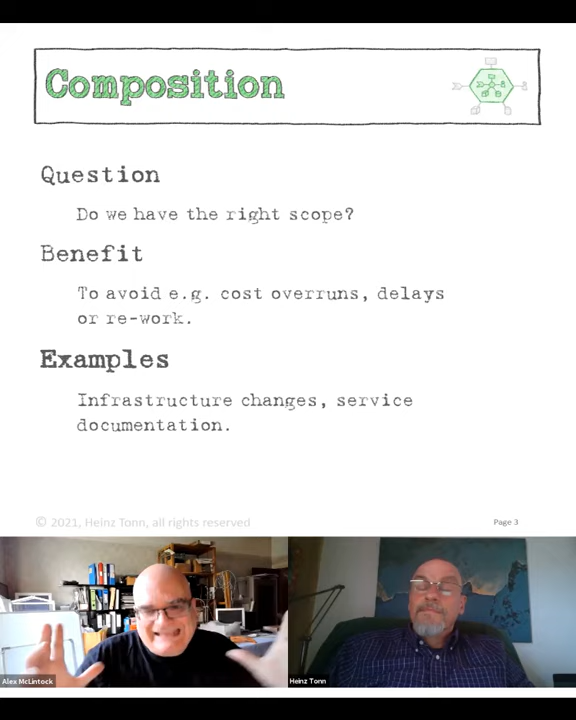 Composition
Question
Do we have the right scope?
Benefit
To avoid e.g. cost overruns, delays
or re-work.
Examples
Infrastructure changes, service
documentation.
© 2021, Heinz Tonn, all rights reserved
Page 3
Alex McLintock
Heinz Tonn